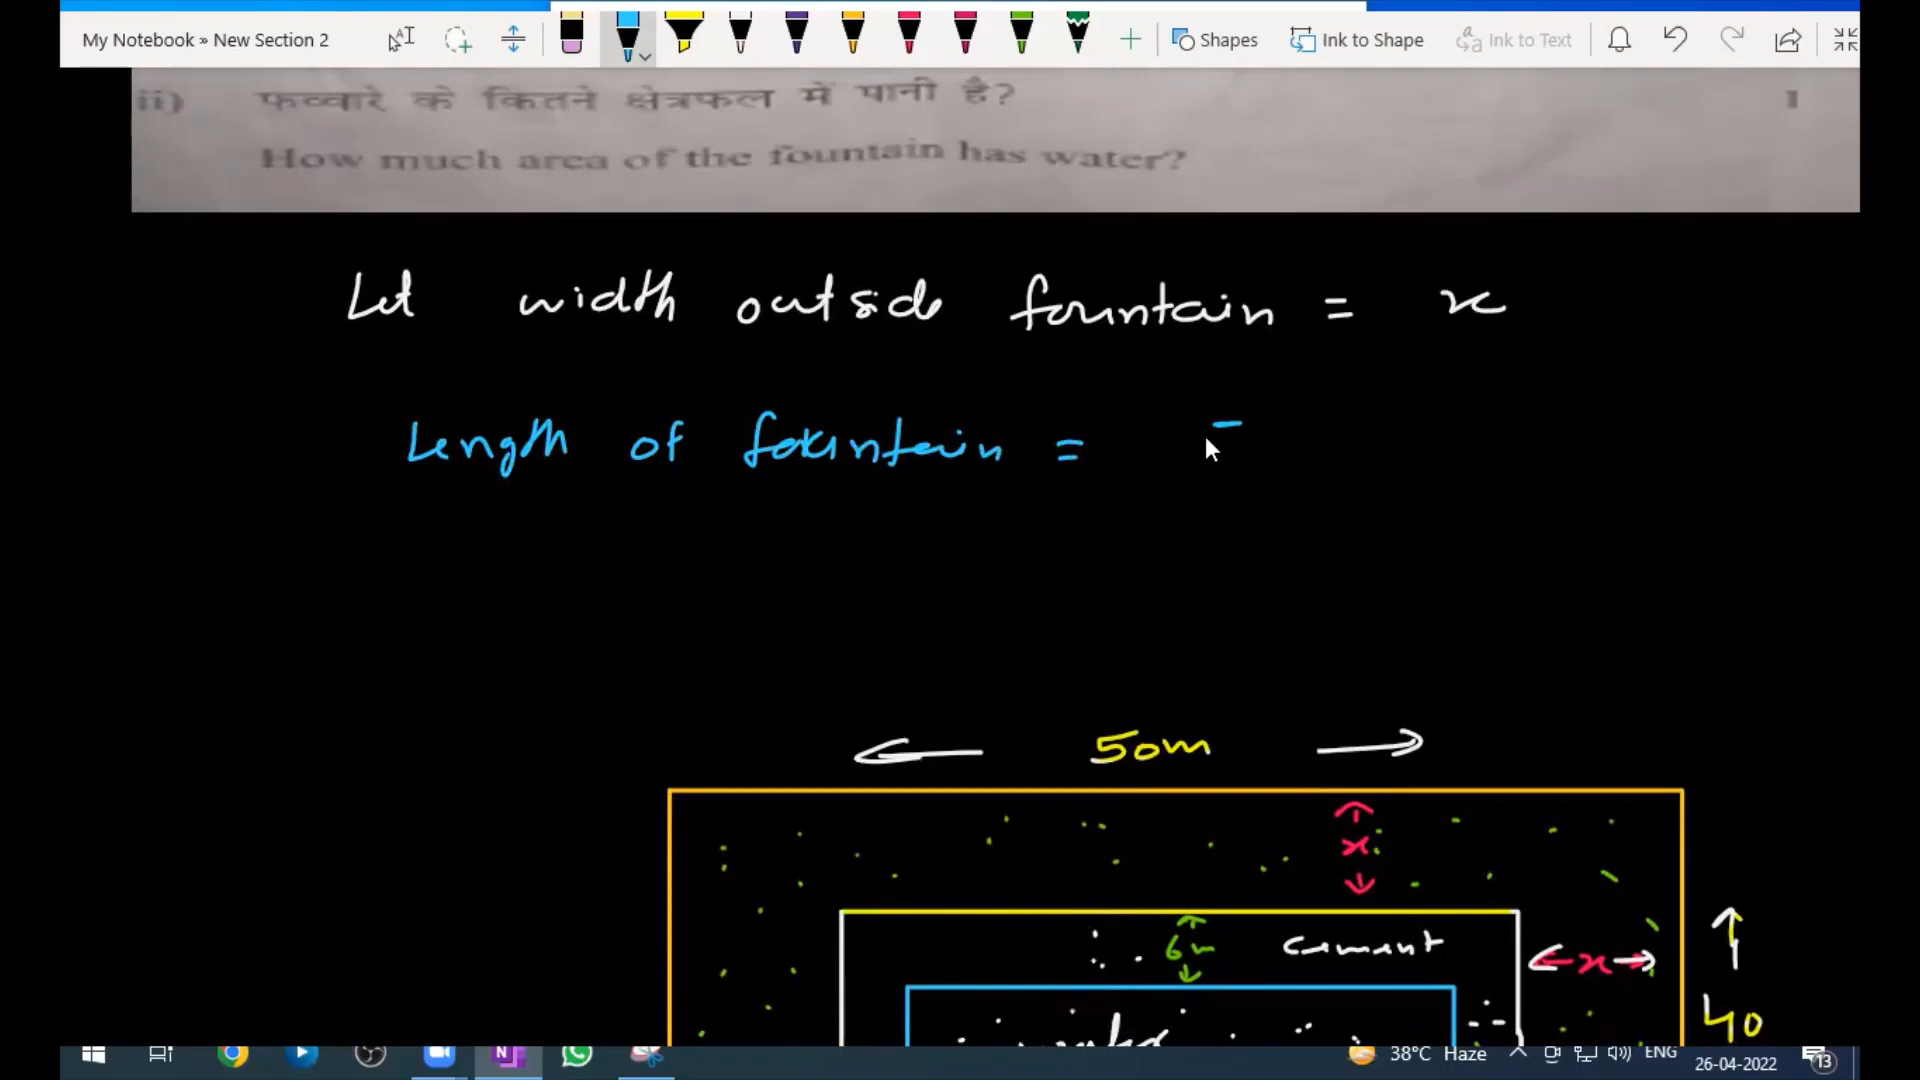 My Notebook » New Section 2
Shapes
Ink to Shape
Ink to Text
ii) फव्वारे को कितने क्षेत्रफल में पानी है? 1
How much area of the fountain has water?
Let width outside fountain = x
Length of fountain =
50m
x
6m cement
x
40
38°C Haze
ENG
26-04-2022
13